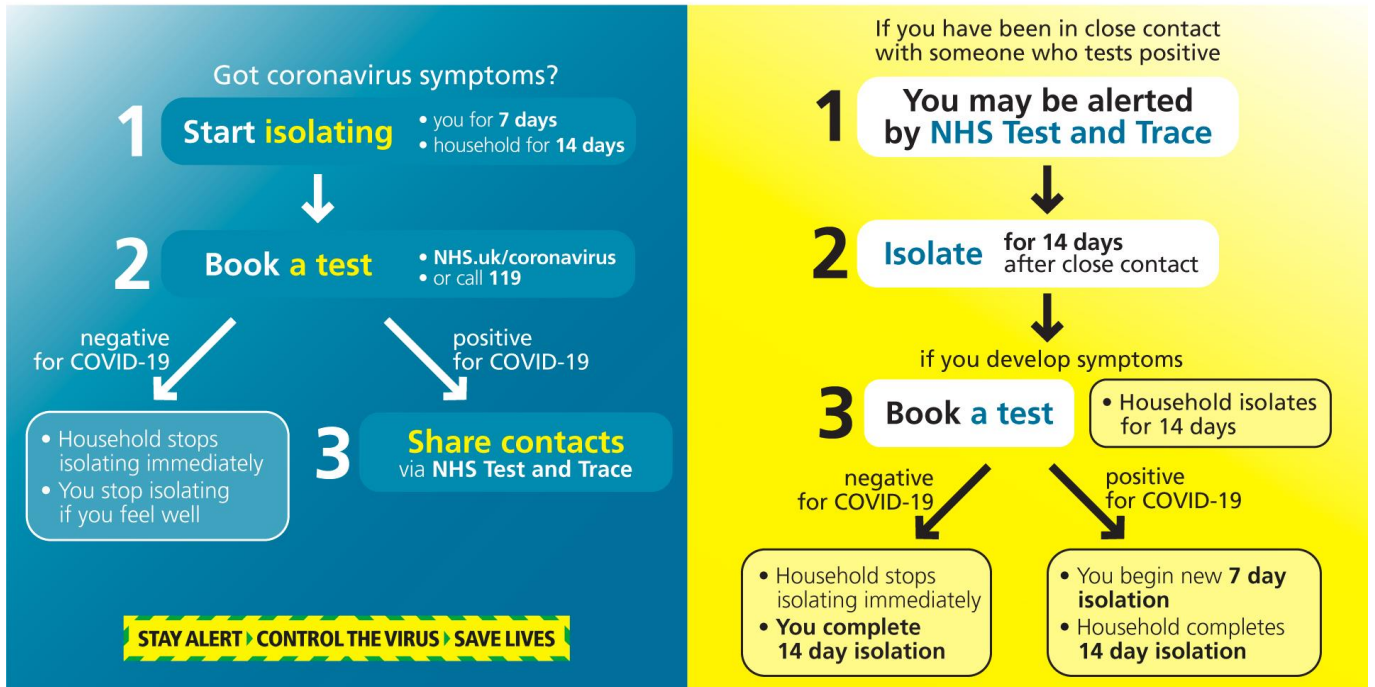 Got coronavirus symptoms?
1
Start isolating
• you for 7 days
• household for 14 days
2
Book a test
• NHS.uk/coronavirus
• or call 119
negative
for COVID-19
positive
for COVID-19
• Household stops
isolating immediately
• You stop isolating
if you feel well
3
Share contacts
via NHS Test and Trace
STAY ALERT CONTROL THE VIRUS SAVE LIVES
If you have been in close contact
with someone who tests positive
1
You may be alerted
by NHS Test and Trace
2
Isolate
for 14 days
after close contact
if you develop symptoms
3
Book a test
• Household isolates
for 14 days
negative
for COVID-19
positive
for COVID-19
• Household stops
isolating immediately
• You complete
14 day isolation
• You begin new 7 day
isolation
• Household completes
14 day isolation